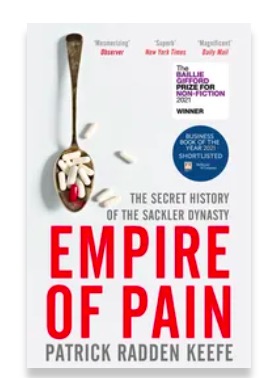 'Mesmerising'
Observer
'Superb'
New York Times
'Magnificent'
Daily Mail
The
BAILLIE
GIFFORD
PRIZE FOR
NON-FICTION
2021
WINNER
BUSINESS
BOOK OF THE
YEAR 2021
SHORTLISTED
THE SECRET HISTORY
OF THE SACKLER DYNASTY
EMPIRE
OF PAIN
PATRICK RADDEN KEEFE